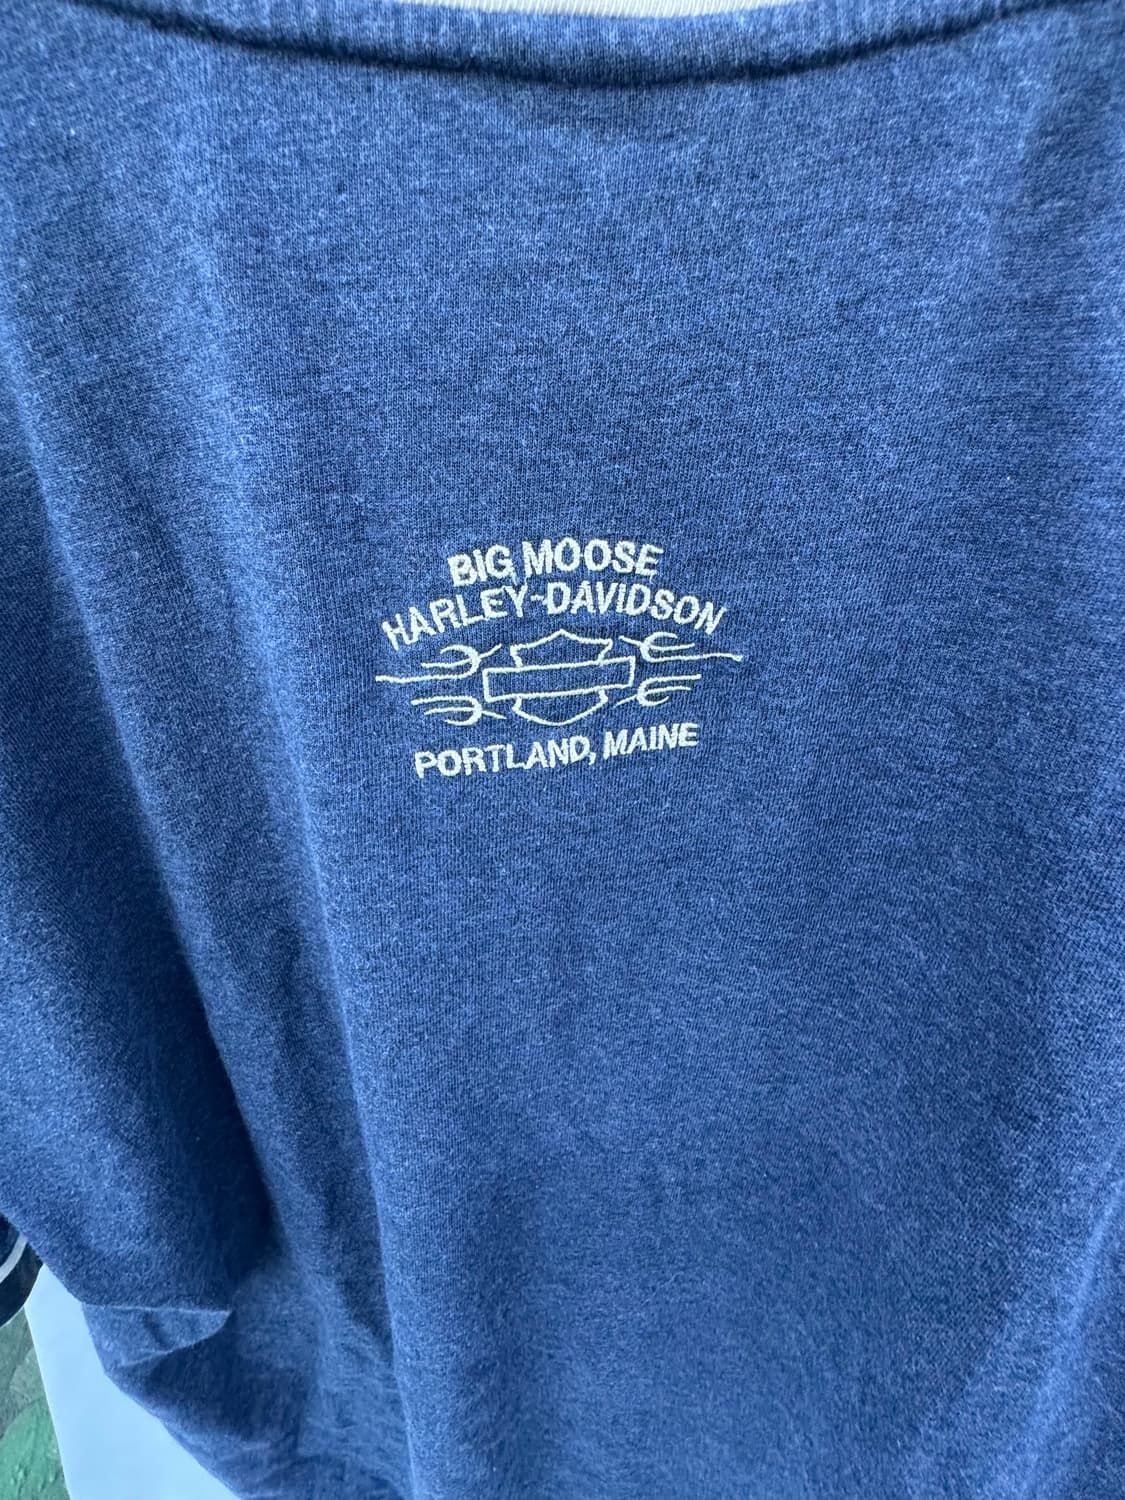 BIG MOOSE
HARLEY-DAVIDSON
PORTLAND, MAINE